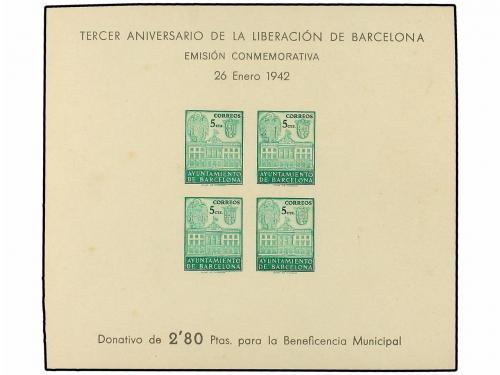 TERCER ANIVERSARIO DE LA LIBERACIÓN DE BARCELONA
EMISIÓN CONMEMORATIVA
26 Enero 1942
CORREOS CORREOS
5 cts. 5 cts.
AYUNTAMIENTO AYUNTAMIENTO
DE BARCELONA DE BARCELONA
CORREOS CORREOS
5 cts. 5 cts.
AYUNTAMIENTO AYUNTAMIENTO
DE BARCELONA DE BARCELONA
Donativo de 2'80 Ptas. para la Beneficencia Municipal